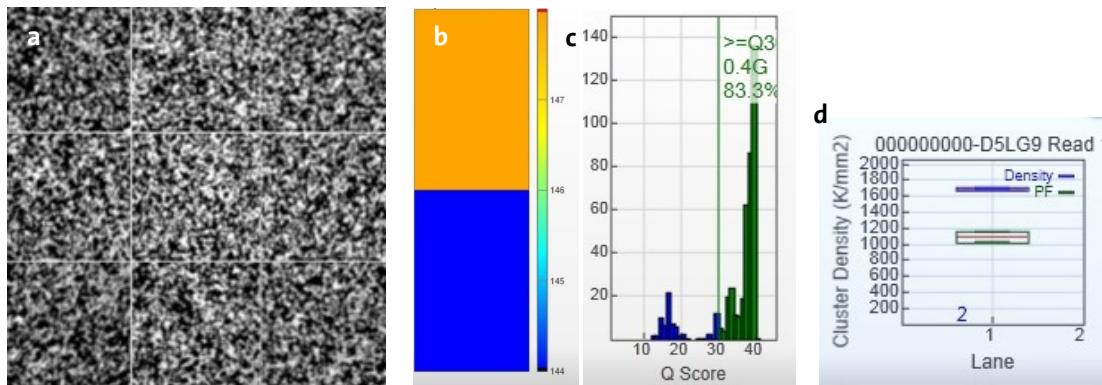 a
b
147
146
145
144
c
140
120
100
80
60
40
20
>=Q3
0.4G
83.3%
10 20 30 40
Q Score
d
000000000-D5LG9 Read
Cluster Density (K/mm2)
2000
1800
1600
1400
1200
1000
800
600
400
200
Density
PF
2
1 2
Lane